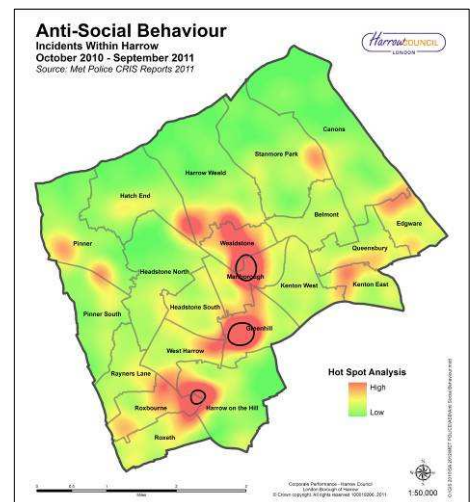 Anti-Social Behaviour
Incidents Within Harrow
October 2010 - September 2011
Source: Met Police CRIS Reports 2011
HarrowCOUNCIL
LONDON
Canons
Stanmore Park
Harrow Weald
Hatch End
Belmont
Edgware
Wealdstone
Pinner
Queensbury
Headstone North
Marlborough
Kenton West
Kenton East
Headstone South
Pinner South
Greenhill
West Harrow
Rayners Lane
Hot Spot Analysis
High
Low
Roxbourne
Harrow on the Hill
Roxeth
Corporate Performance - Harrow Council
London Borough of Harrow
1:50,000